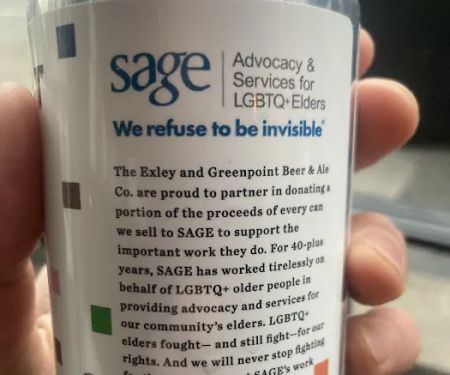 sage
Advocacy &
Services for
LGBTQ+ Elders
We refuse to be invisible®
The Exley and Greenpoint Beer & Ale
Co. are proud to partner in donating a
portion of the proceeds of every can
we sell to SAGE to support the
important work they do. For 40-plus
years, SAGE has worked tirelessly on
behalf of LGBTQ+ older people in
providing advocacy and services for
our community's elders. LGBTQ+
elders fought— and still fight—for our
rights. And we will never stop fighting
SAGE's work